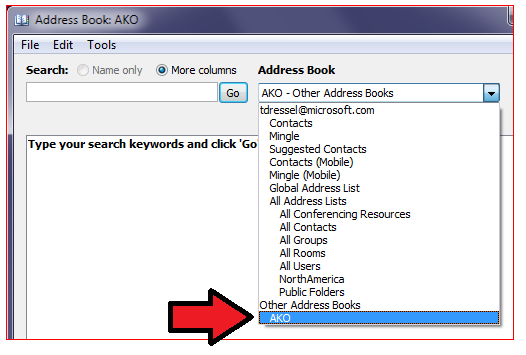 Address Book: AKO
File Edit Tools
Search: Name only More columns Address Book
Go AKO - Other Address Books
tdressel@microsoft.com
Contacts
Mingle
Suggested Contacts
Contacts (Mobile)
Mingle (Mobile)
Global Address List
All Address Lists
All Conferencing Resources
All Contacts
All Groups
All Rooms
All Users
NorthAmerica
Public Folders
Other Address Books
AKO
Type your search keywords and click 'Go